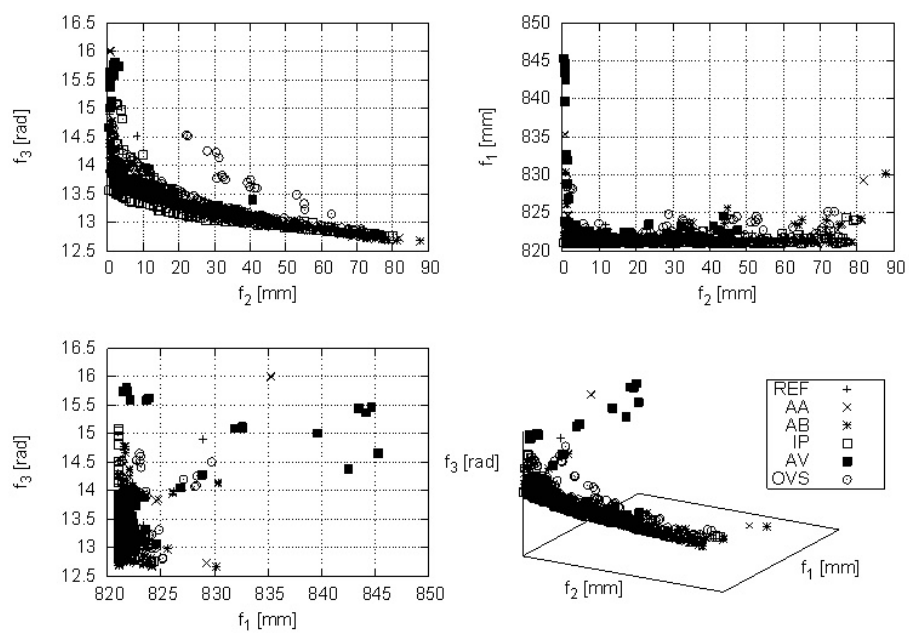 16.5
16
15.5
15
14.5
14
13.5
13
12.5
f3 [rad]
0 10 20 30 40 50 60 70 80 90
f2 [mm]
850
845
840
835
830
825
820
f1 [mm]
0 10 20 30 40 50 60 70 80 90
f2 [mm]
16.5
16
15.5
15
14.5
14
13.5
13
12.5
f3 [rad]
820 825 830 835 840 845 850
f1 [mm]
f3 [rad]
f2 [mm]
f1 [mm]
REF
AA
AB
IP
AV
OVS